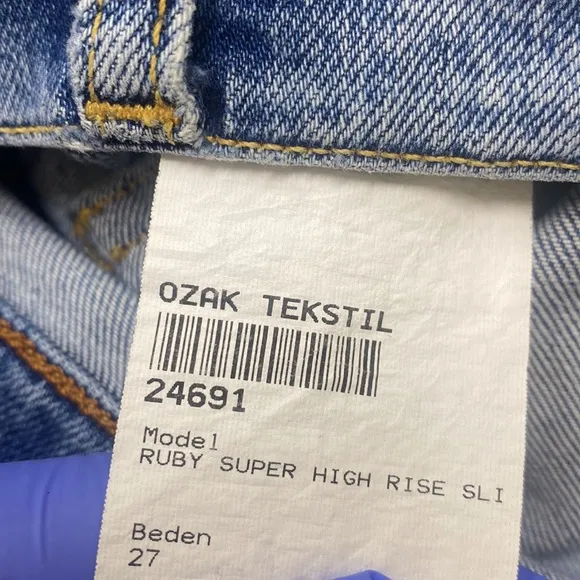 OZAK TEKSTIL
24691
Model
RUBY SUPER HIGH RISE SLI
Beden
27